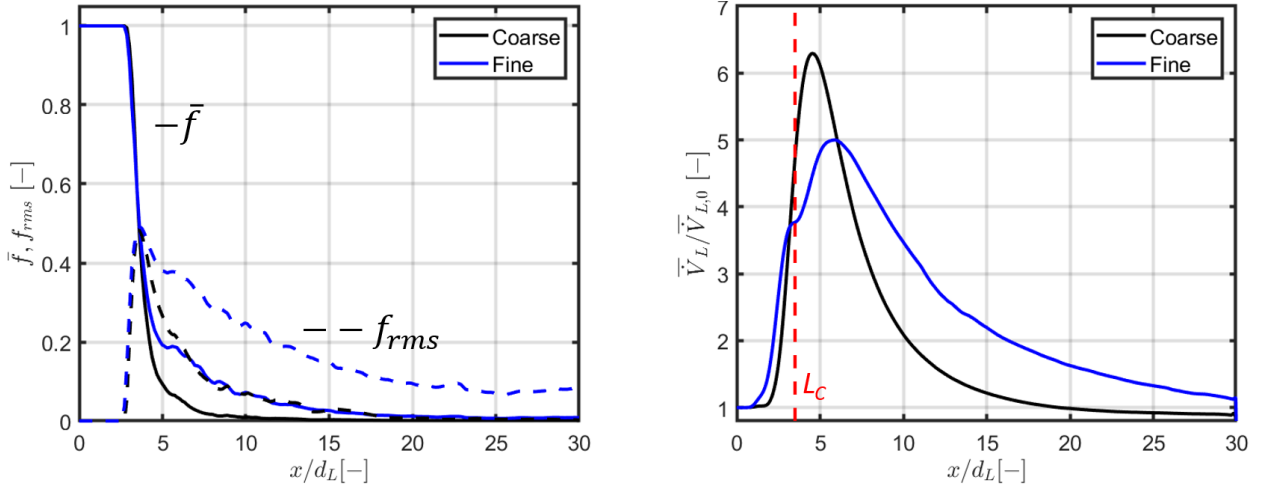 1
0.8
0.6
0.4
0.2
0
f̄, f_rms [−]
Coarse
Fine
−f̄
−− f_rms
0 5 10 15 20 25 30
x/d_L[−]
7
6
5
4
3
2
1
V̇̅_L/V̇̅_L,0 [−]
Coarse
Fine
L_C
0 5 10 15 20 25 30
x/d_L[−]